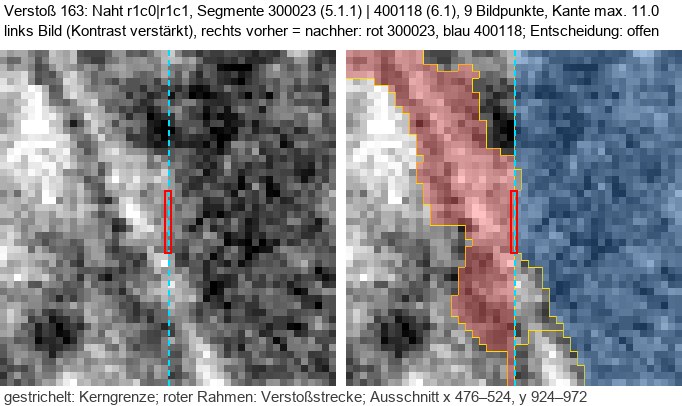 Verstoß 163: Naht r1c0|r1c1, Segmente 300023 (5.1.1) | 400118 (6.1), 9 Bildpunkte, Kante max. 11.0
links Bild (Kontrast verstärkt), rechts vorher = nachher: rot 300023, blau 400118; Entscheidung: offen
gestrichelt: Kerngrenze; roter Rahmen: Verstoßstrecke; Ausschnitt x 476–524, y 924–972